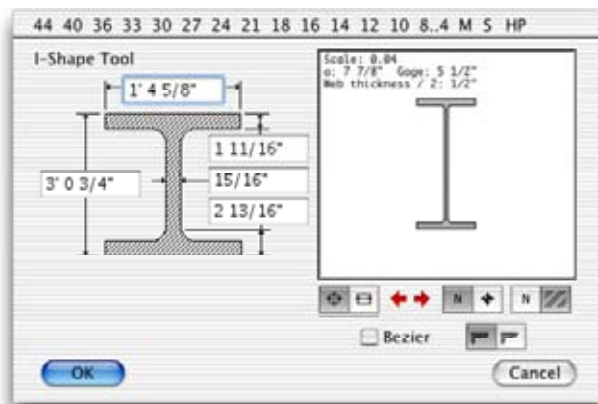 44 40 36 33 30 27 24 21 18 16 14 12 10 8..4 M S HP
I-Shape Tool
1' 4 5/8"
1 11/16"
3' 0 3/4"
15/16"
2 13/16"
Scale: 0.04
a: 7 7/8" Gage: 5 1/2"
Web thickness / 2: 1/2"
N
N
Bezier
OK
Cancel